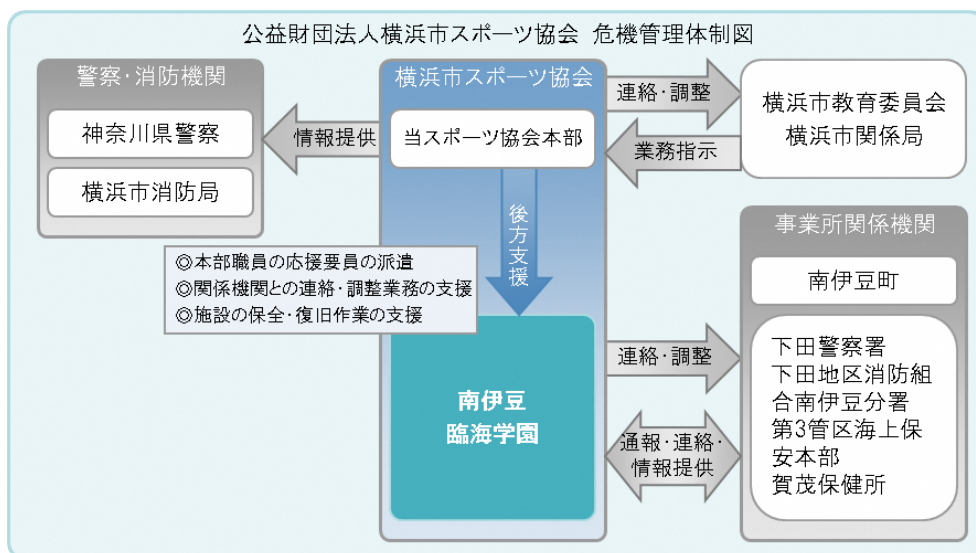 公益財団法人横浜市スポーツ協会 危機管理体制図
警察・消防機関
神奈川県警察
横浜市消防局
情報提供
横浜市スポーツ協会
当スポーツ協会本部
連絡・調整
業務指示
横浜市教育委員会
横浜市関係局
後方支援
◎本部職員の応援要員の派遣
◎関係機関との連絡・調整業務の支援
◎施設の保全・復旧作業の支援
南伊豆
臨海学園
連絡・調整
通報・連絡・
情報提供
事業所関係機関
南伊豆町
下田警察署
下田地区消防組
合南伊豆分署
第3管区海上保
安本部
賀茂保健所